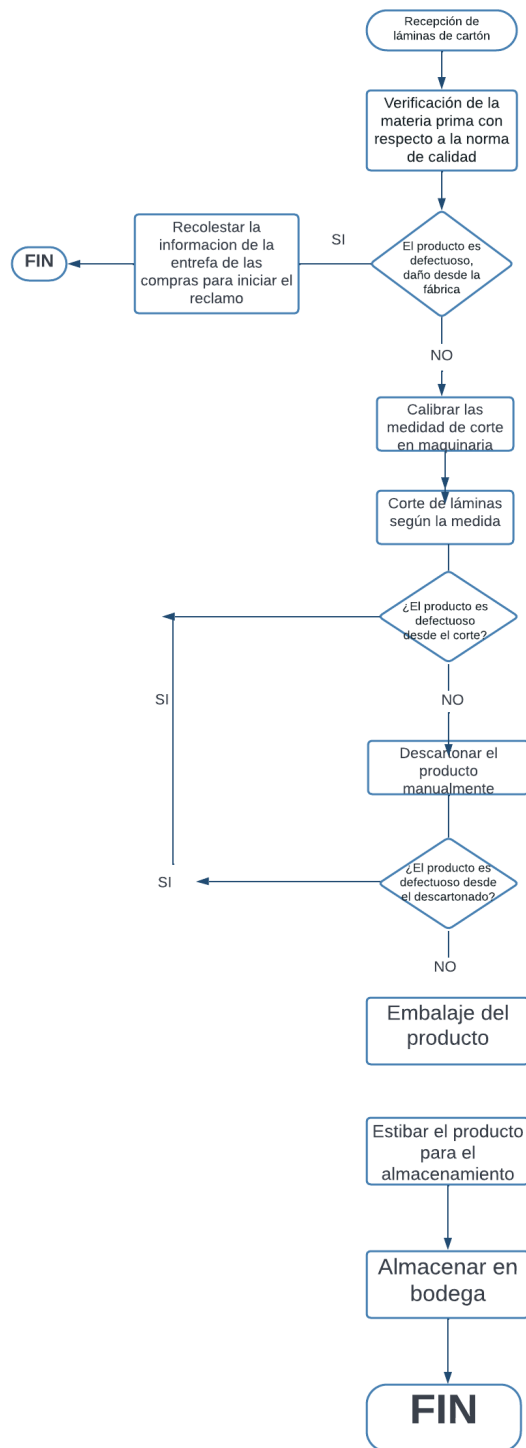 Recepción de
láminas de cartón
Verificación de la
materia prima con
respecto a la norma
de calidad
El producto es
defectuoso,
daño desde la
fábrica
SI
Recolestar la
informacion de la
entrefa de las
compras para iniciar el
reclamo
FIN
NO
Calibrar las
medidad de corte
en maquinaria
Corte de láminas
según la medida
¿El producto es
defectuoso
desde el corte?
SI
NO
Descartonar el
producto
manualmente
¿El producto es
defectuoso desde
el descartonado?
SI
NO
Embalaje del
producto
Estibar el producto
para el
almacenamiento
Almacenar en
bodega
FIN